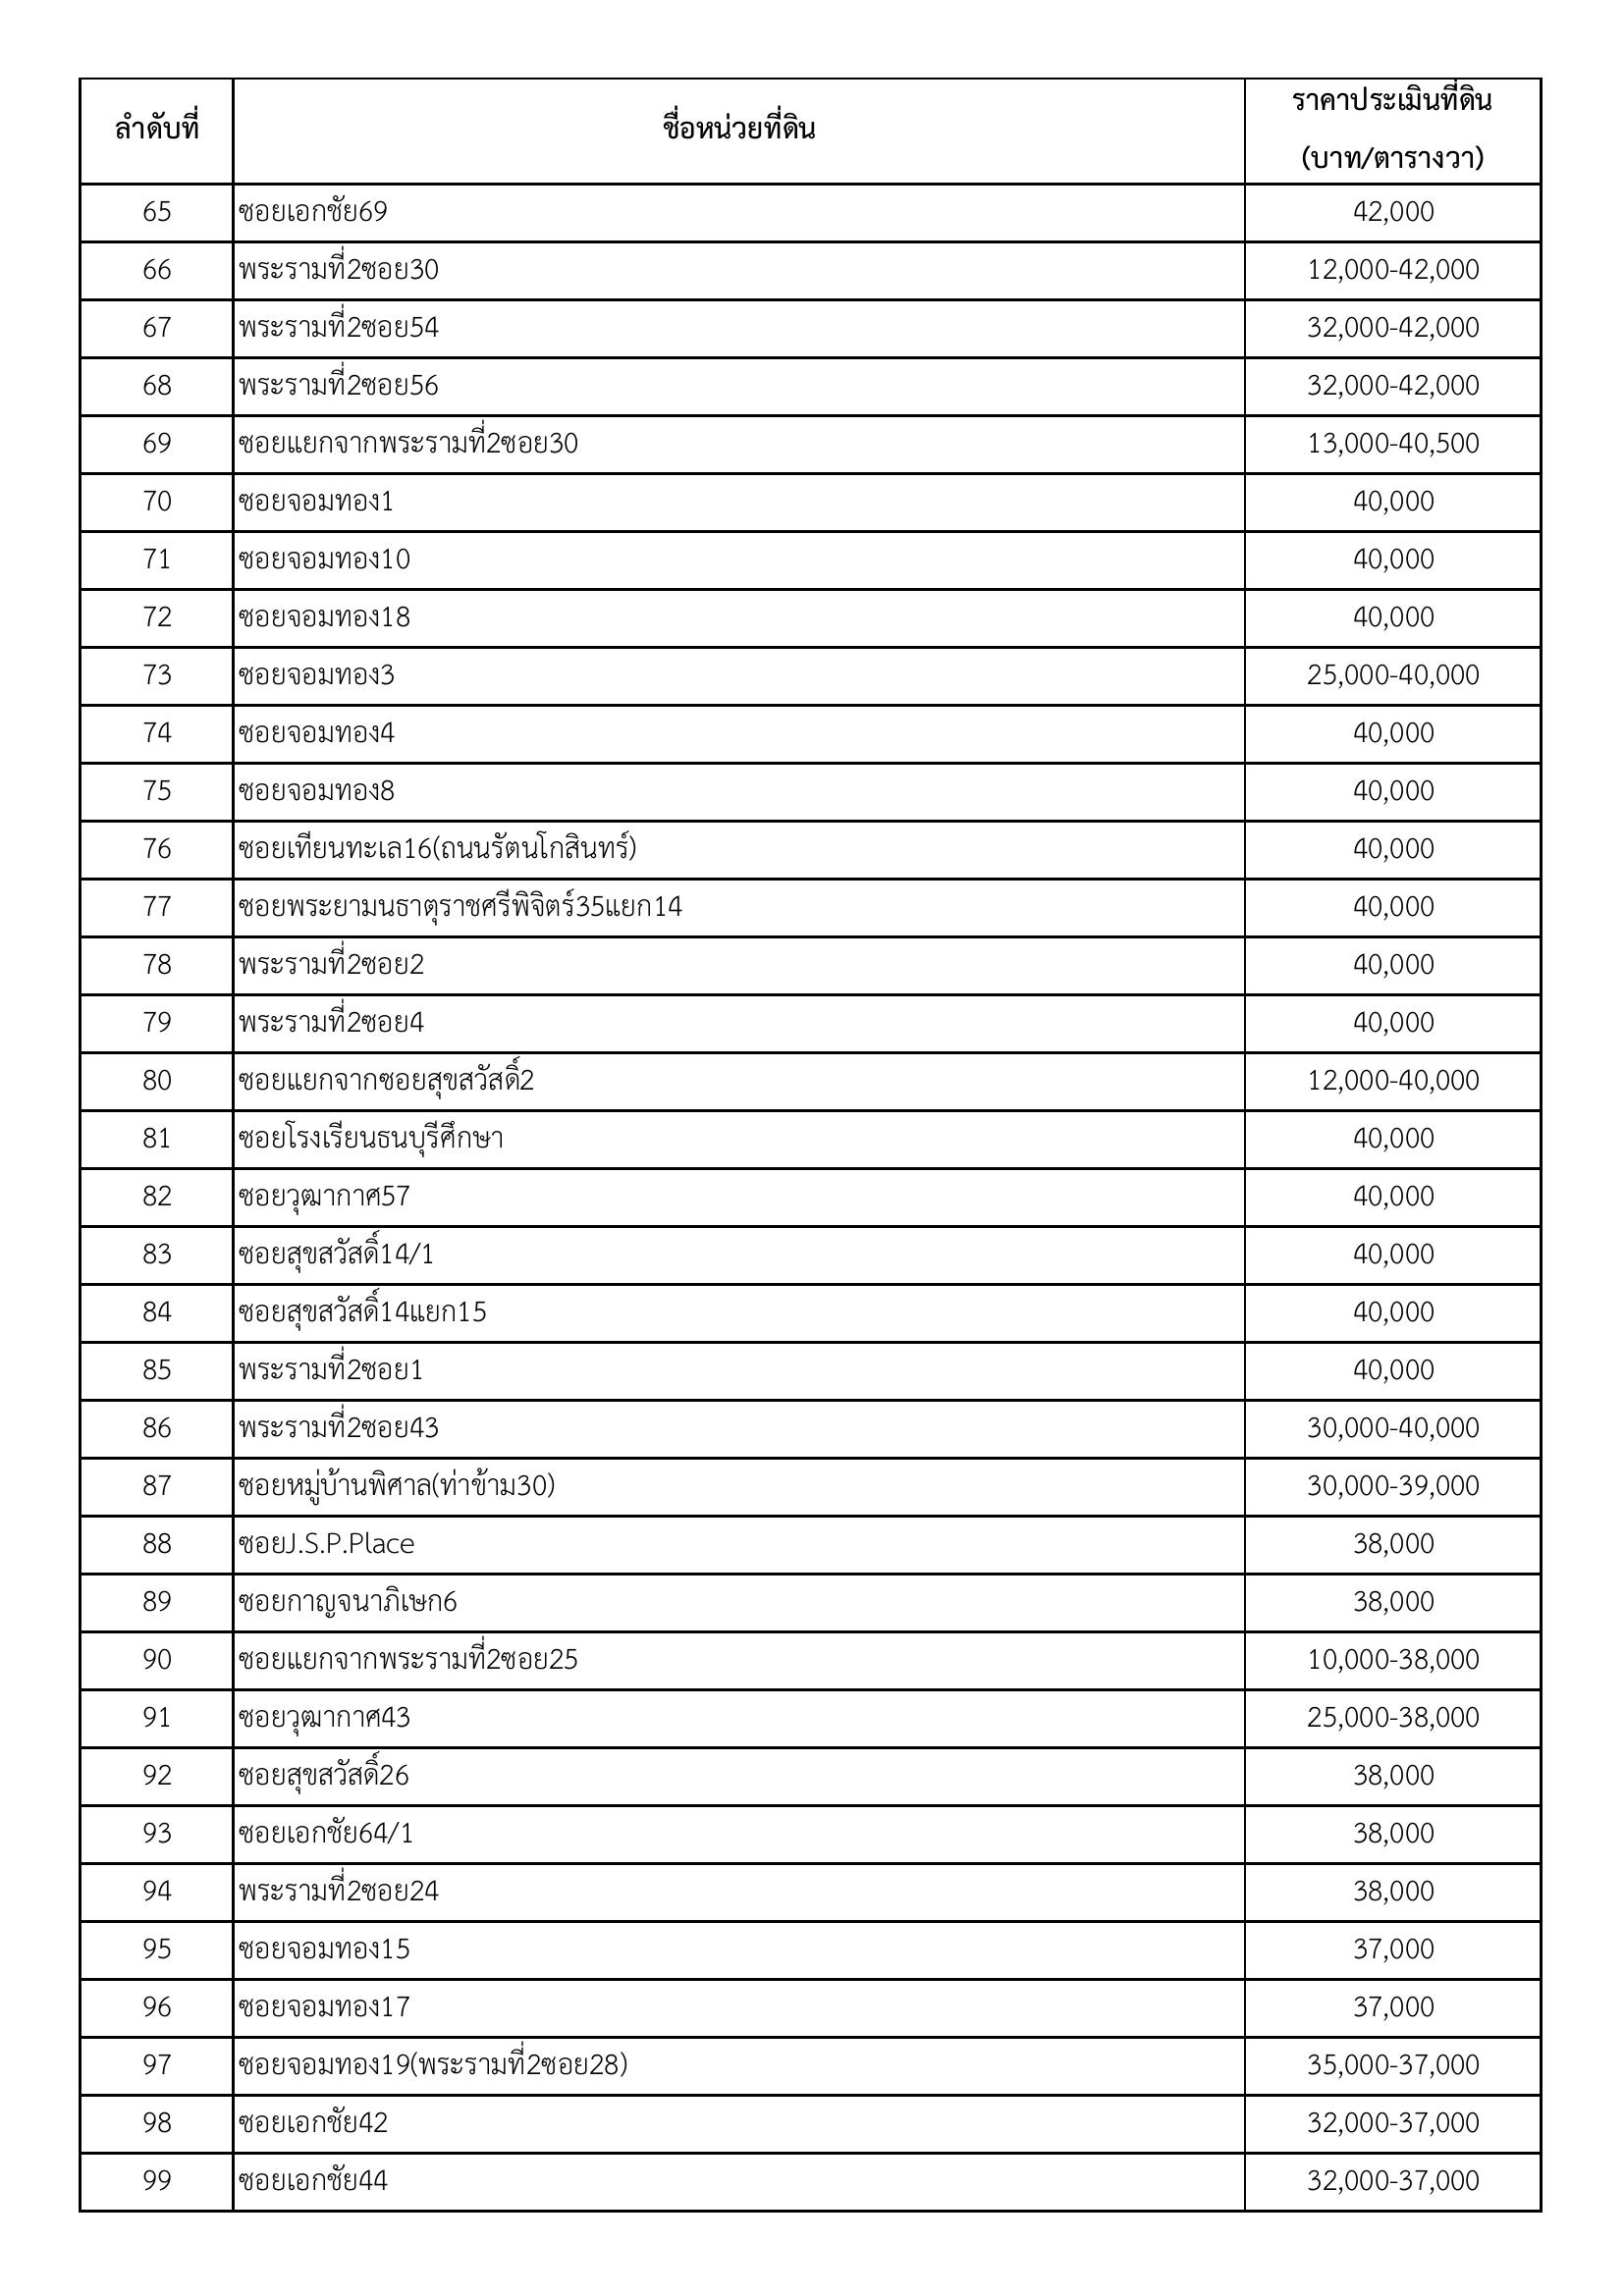 ลำดับที่ ชื่อหน่วยที่ดิน ราคาประเมินที่ดิน
(บาท/ตารางวา)
65 ซอยเอกชัย69 42,000
66 พระรามที่2ซอย30 12,000-42,000
67 พระรามที่2ซอย54 32,000-42,000
68 พระรามที่2ซอย56 32,000-42,000
69 ซอยแยกจากพระรามที่2ซอย30 13,000-40,500
70 ซอยจอมทอง1 40,000
71 ซอยจอมทอง10 40,000
72 ซอยจอมทอง18 40,000
73 ซอยจอมทอง3 25,000-40,000
74 ซอยจอมทอง4 40,000
75 ซอยจอมทอง8 40,000
76 ซอยเทียนทะเล16(ถนนรัตนโกสินทร์) 40,000
77 ซอยพระยามนธาตุราชศรีพิจิตร์35แยก14 40,000
78 พระรามที่2ซอย2 40,000
79 พระรามที่2ซอย4 40,000
80 ซอยแยกจากซอยสุขสวัสดิ์2 12,000-40,000
81 ซอยโรงเรียนธนบุรีศึกษา 40,000
82 ซอยวุฒากาศ57 40,000
83 ซอยสุขสวัสดิ์14/1 40,000
84 ซอยสุขสวัสดิ์14แยก15 40,000
85 พระรามที่2ซอย1 40,000
86 พระรามที่2ซอย43 30,000-40,000
87 ซอยหมู่บ้านพิศาล(ท่าข้าม30) 30,000-39,000
88 ซอยJ.S.P.Place 38,000
89 ซอยกาญจนาภิเษก6 38,000
90 ซอยแยกจากพระรามที่2ซอย25 10,000-38,000
91 ซอยวุฒากาศ43 25,000-38,000
92 ซอยสุขสวัสดิ์26 38,000
93 ซอยเอกชัย64/1 38,000
94 พระรามที่2ซอย24 38,000
95 ซอยจอมทอง15 37,000
96 ซอยจอมทอง17 37,000
97 ซอยจอมทอง19(พระรามที่2ซอย28) 35,000-37,000
98 ซอยเอกชัย42 32,000-37,000
99 ซอยเอกชัย44 32,000-37,000